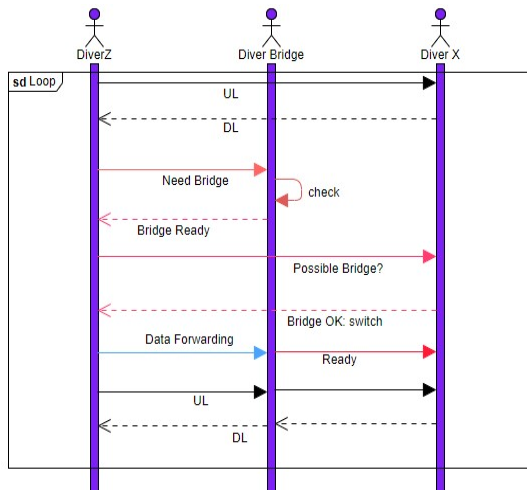 DiverZ Diver Bridge Diver X
sd Loop
UL
DL
Need Bridge
check
Bridge Ready
Possible Bridge?
Bridge OK: switch
Data Forwarding
Ready
UL
DL